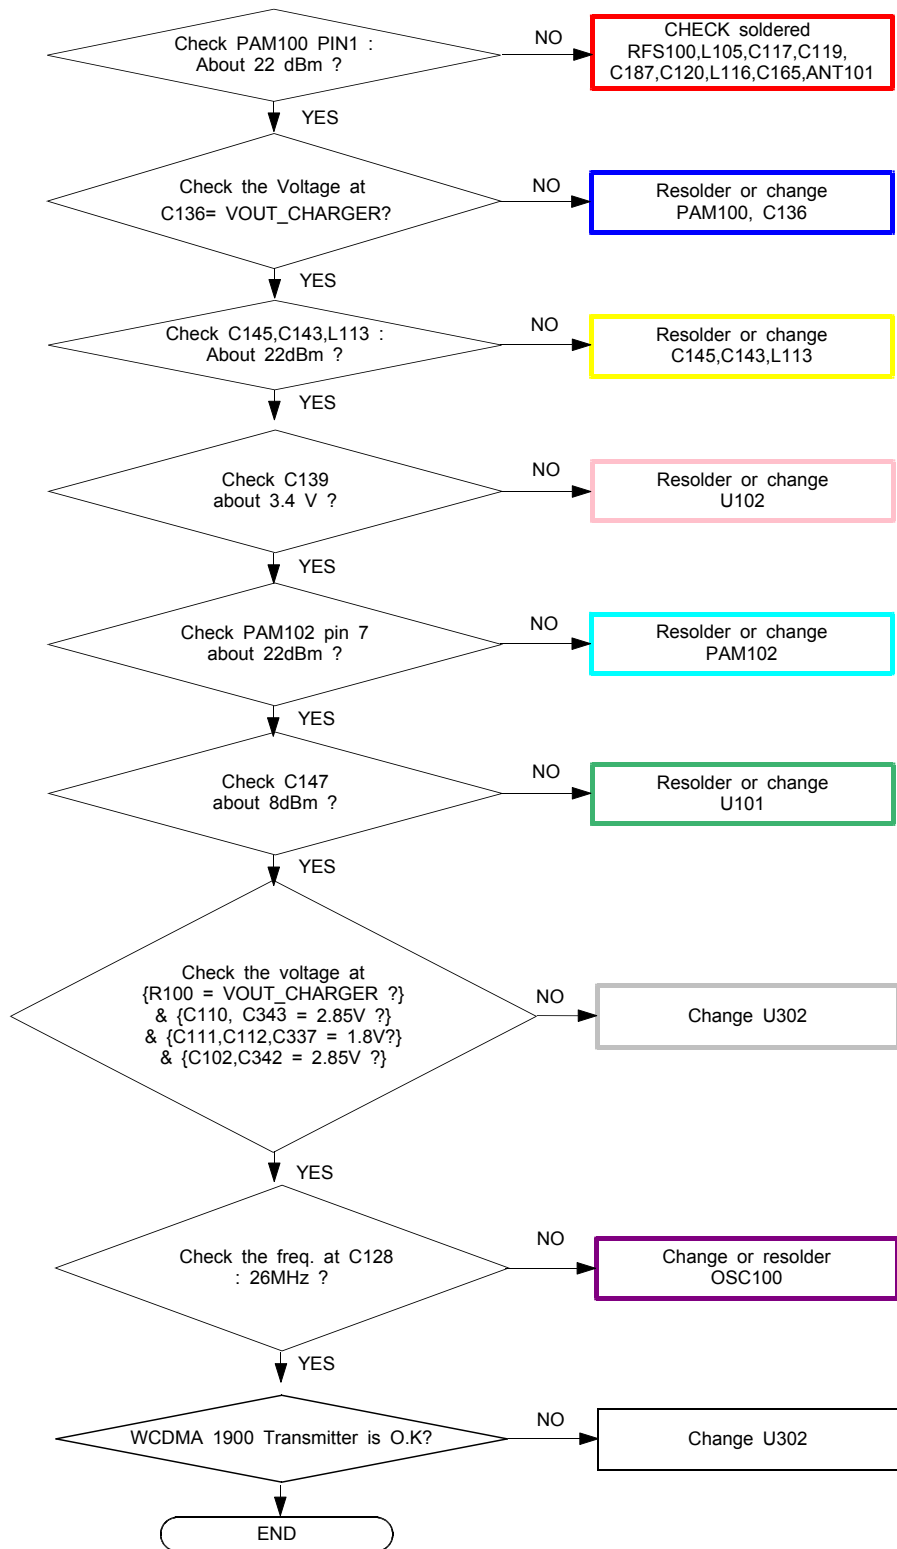 Check PAM100 PIN1 :
About 22 dBm ?
NO
CHECK soldered
RFS100,L105,C117,C119,
C187,C120,L116,C165,ANT101
YES
Check the Voltage at
C136= VOUT_CHARGER?
NO
Resolder or change
PAM100, C136
YES
Check C145,C143,L113 :
About 22dBm ?
NO
Resolder or change
C145,C143,L113
YES
Check C139
about 3.4 V ?
NO
Resolder or change
U102
YES
Check PAM102 pin 7
about 22dBm ?
NO
Resolder or change
PAM102
YES
Check C147
about 8dBm ?
NO
Resolder or change
U101
YES
Check the voltage at
{R100 = VOUT_CHARGER ?}
& {C110, C343 = 2.85V ?}
& {C111,C112,C337 = 1.8V?}
& {C102,C342 = 2.85V ?}
NO
Change U302
YES
Check the freq. at C128
: 26MHz ?
NO
Change or resolder
OSC100
YES
WCDMA 1900 Transmitter is O.K?
NO
Change U302
END